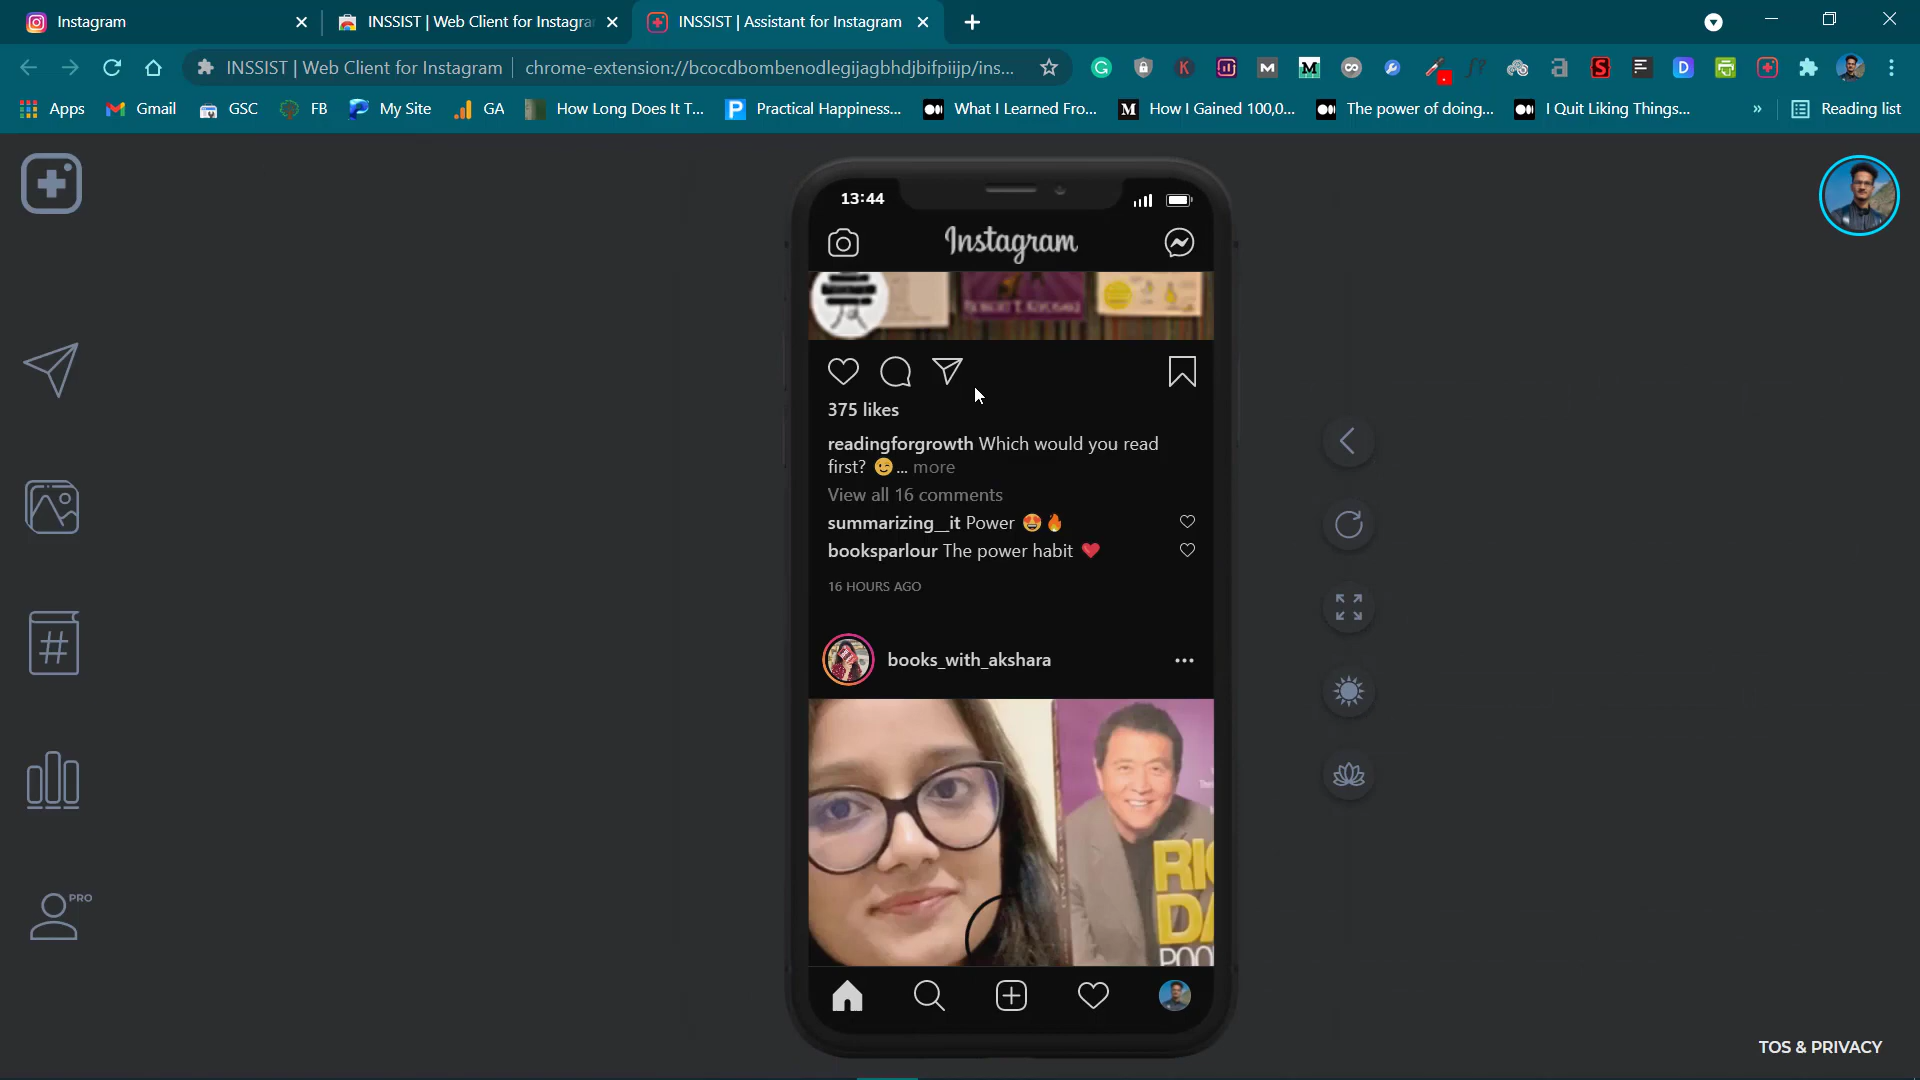 Instagram
INSSIST | Web Client for Instagra
INSSIST | Assistant for Instagram
INSSIST | Web Client for Instagram
chrome-extension://bcocdbombenodlegijagbhdjbifpiijp/ins...
Apps
Gmail
GSC
FB
My Site
GA
How Long Does It T...
Practical Happiness...
What I Learned Fro...
How I Gained 100,0...
The power of doing...
I Quit Liking Things...
»
Reading list
13:44
Instagram
375 likes
readingforgrowth Which would you read
first? 😉... more
View all 16 comments
summarizing__it Power 🤩🔥
booksparlour The power habit ❤️
16 HOURS AGO
books_with_akshara
PRO
TOS & PRIVACY